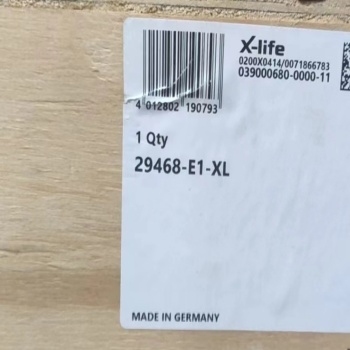 X-life
0200X0414/0071866783
039000680-0000-11
4 012802 190793
1 Qty
29468-E1-XL
MADE IN GERMANY